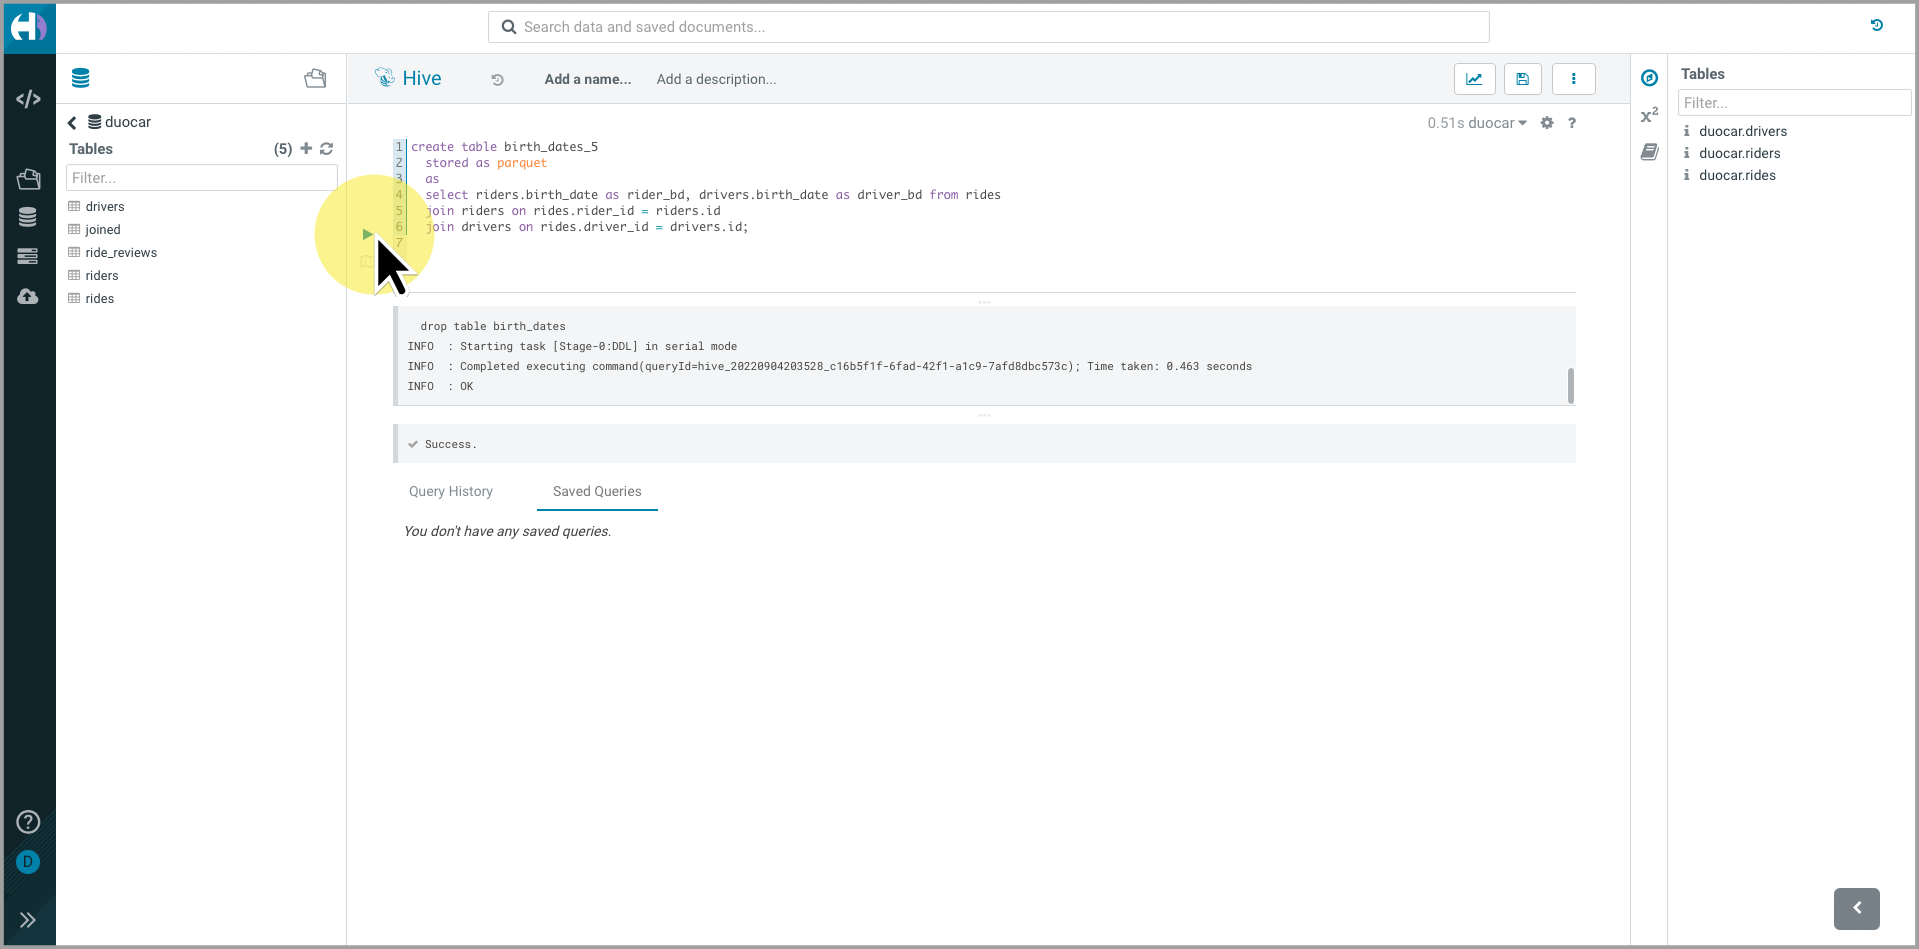 Search data and saved documents...
duocar
Tables (5)
Filter...
drivers
joined
ride_reviews
riders
rides
Hive
Add a name...
Add a description...
0.51s duocar
?
1 create table birth_dates_5
2 stored as parquet
3 as
4 select riders.birth_date as rider_bd, drivers.birth_date as driver_bd from rides
5 join riders on rides.rider_id = riders.id
6 join drivers on rides.driver_id = drivers.id;
7
drop table birth_dates
INFO : Starting task [Stage-0:DDL] in serial mode
INFO : Completed executing command(queryId=hive_20220904203528_c16b5f1f-6fad-42f1-a1c9-7afd8dbc573c); Time taken: 0.463 seconds
INFO : OK
Success.
Query History
Saved Queries
You don't have any saved queries.
x²
Tables
Filter...
duocar.drivers
duocar.riders
duocar.rides
?
D